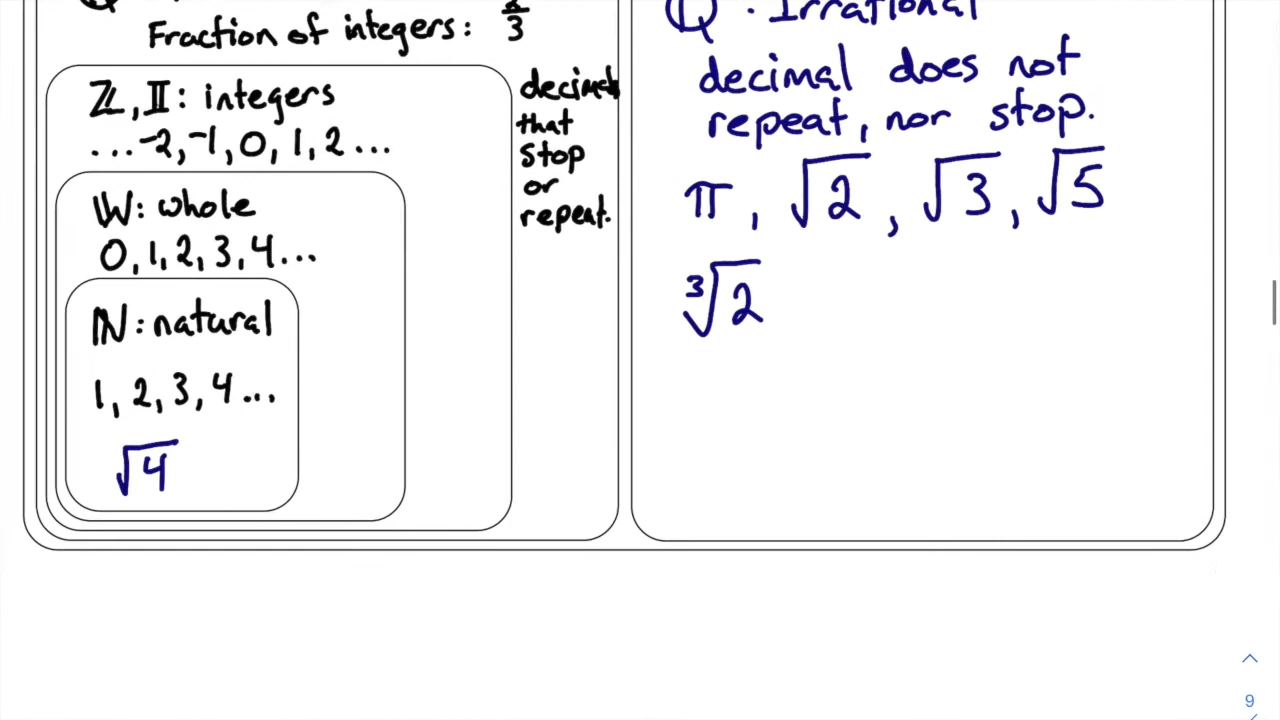 Fraction of integers: 2/3
ℤ, 𝕀: integers
...-2,-1, 0, 1, 2...
𝕎: whole
0, 1, 2, 3, 4...
ℕ: natural
1, 2, 3, 4...
√4
decimals
that
stop
or
repeat.
: Irrational
decimal does not
repeat, nor stop.
π, √2, √3, √5
³√2
9